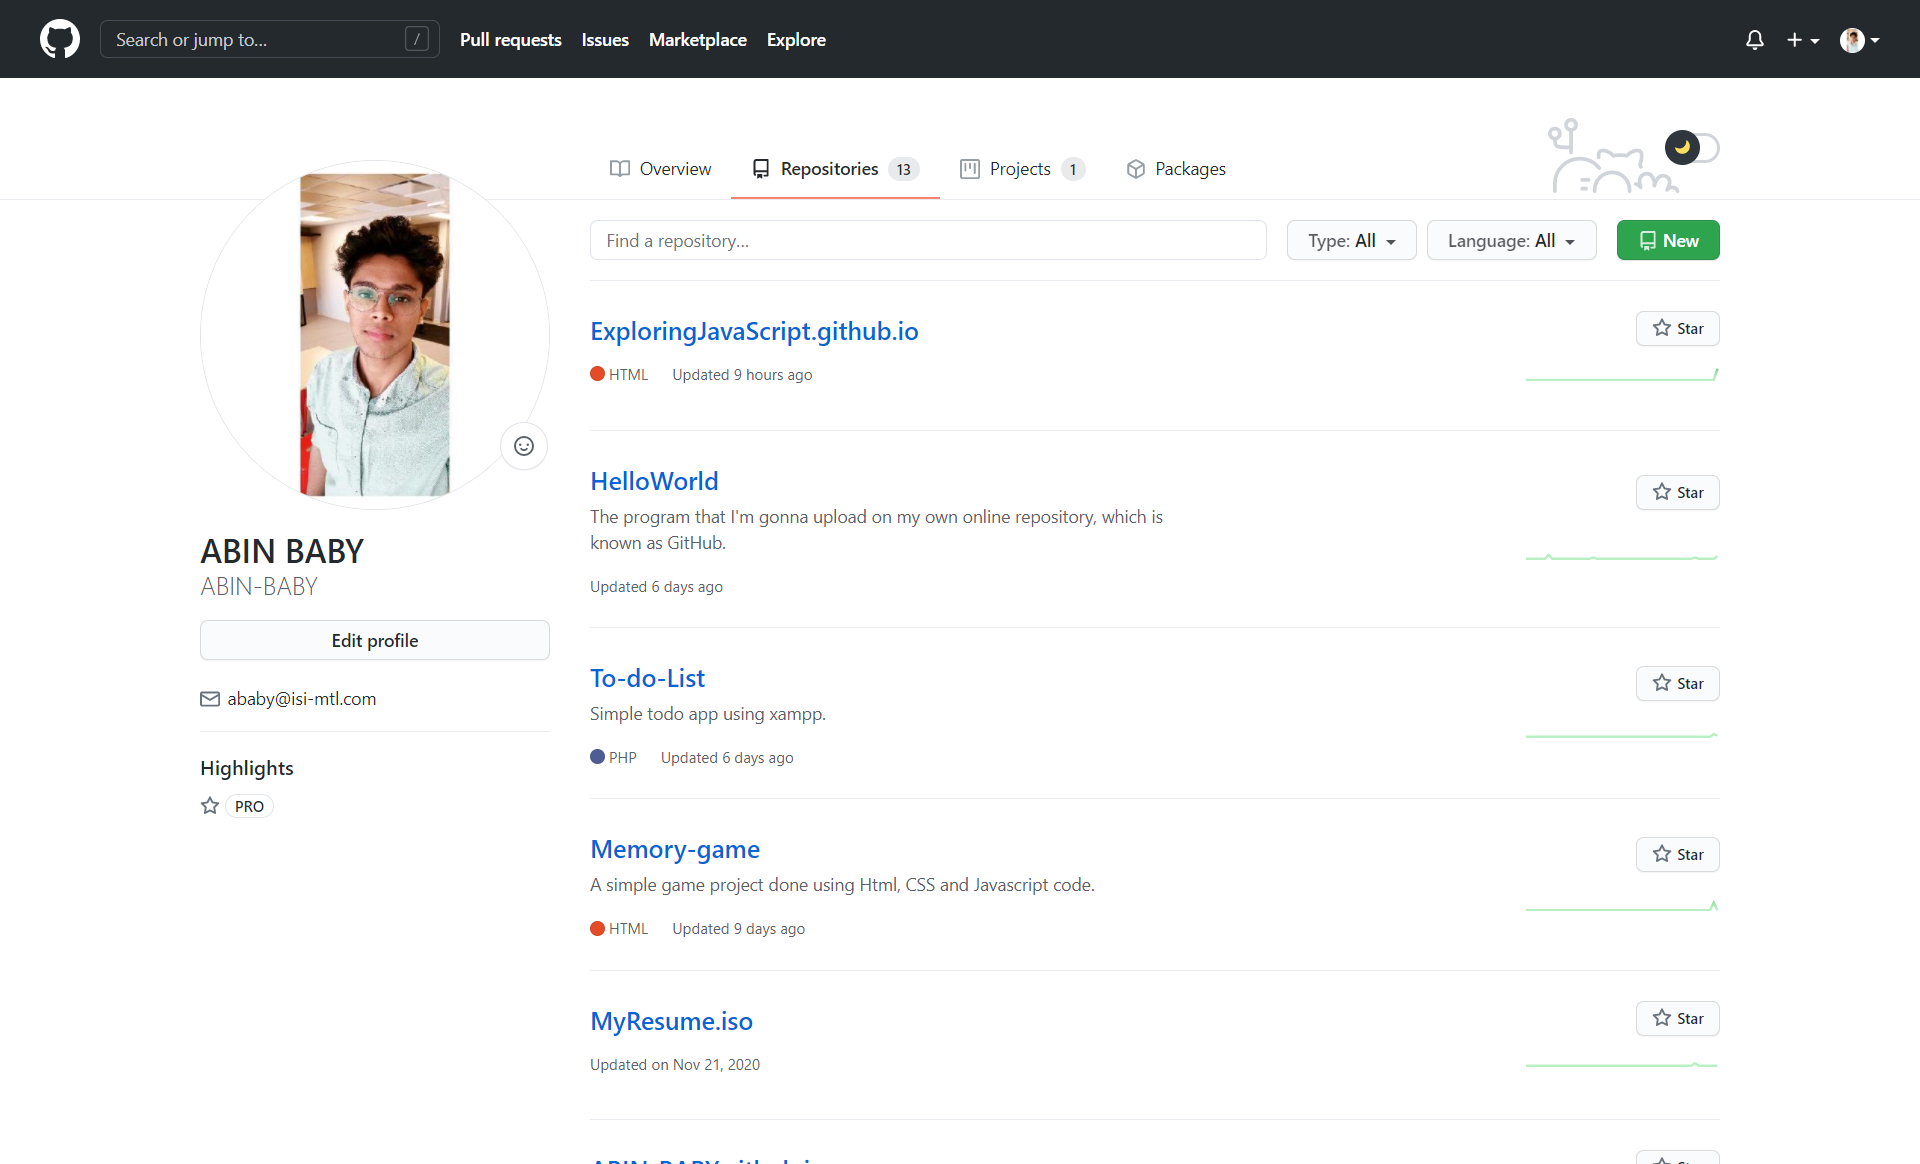 Search or jump to... /
Pull requests Issues Marketplace Explore
Overview Repositories 13 Projects 1 Packages
Find a repository... Type: All Language: All New
ExploringJavaScript.github.io
Star
HTML Updated 9 hours ago
HelloWorld
Star
The program that I'm gonna upload on my own online repository, which is
known as GitHub.
Updated 6 days ago
ABIN BABY
ABIN-BABY
Edit profile
ababy@isi-mtl.com
Highlights
PRO
To-do-List
Star
Simple todo app using xampp.
PHP Updated 6 days ago
Memory-game
Star
A simple game project done using Html, CSS and Javascript code.
HTML Updated 9 days ago
MyResume.iso
Star
Updated on Nov 21, 2020